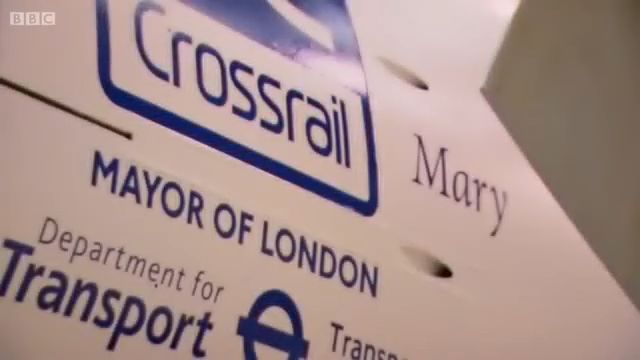 BBC
Crossrail
Mary
MAYOR OF LONDON
Department for
Transport